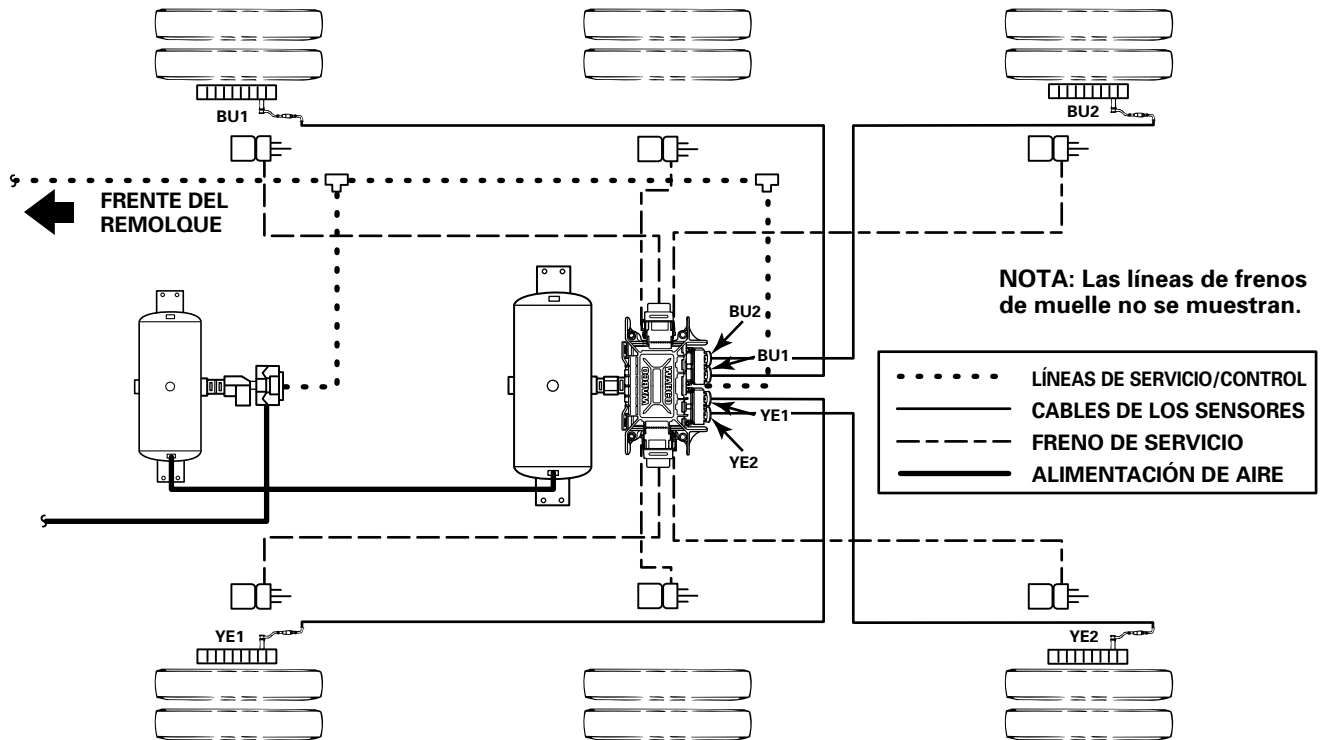 BU1
BU2
FRENTE DEL
REMOLQUE
NOTA: Las líneas de frenos
de muelle no se muestran.
BU2
BU1
YE1
YE2
LÍNEAS DE SERVICIO/CONTROL
CABLES DE LOS SENSORES
FRENO DE SERVICIO
ALIMENTACIÓN DE AIRE
YE1
YE2